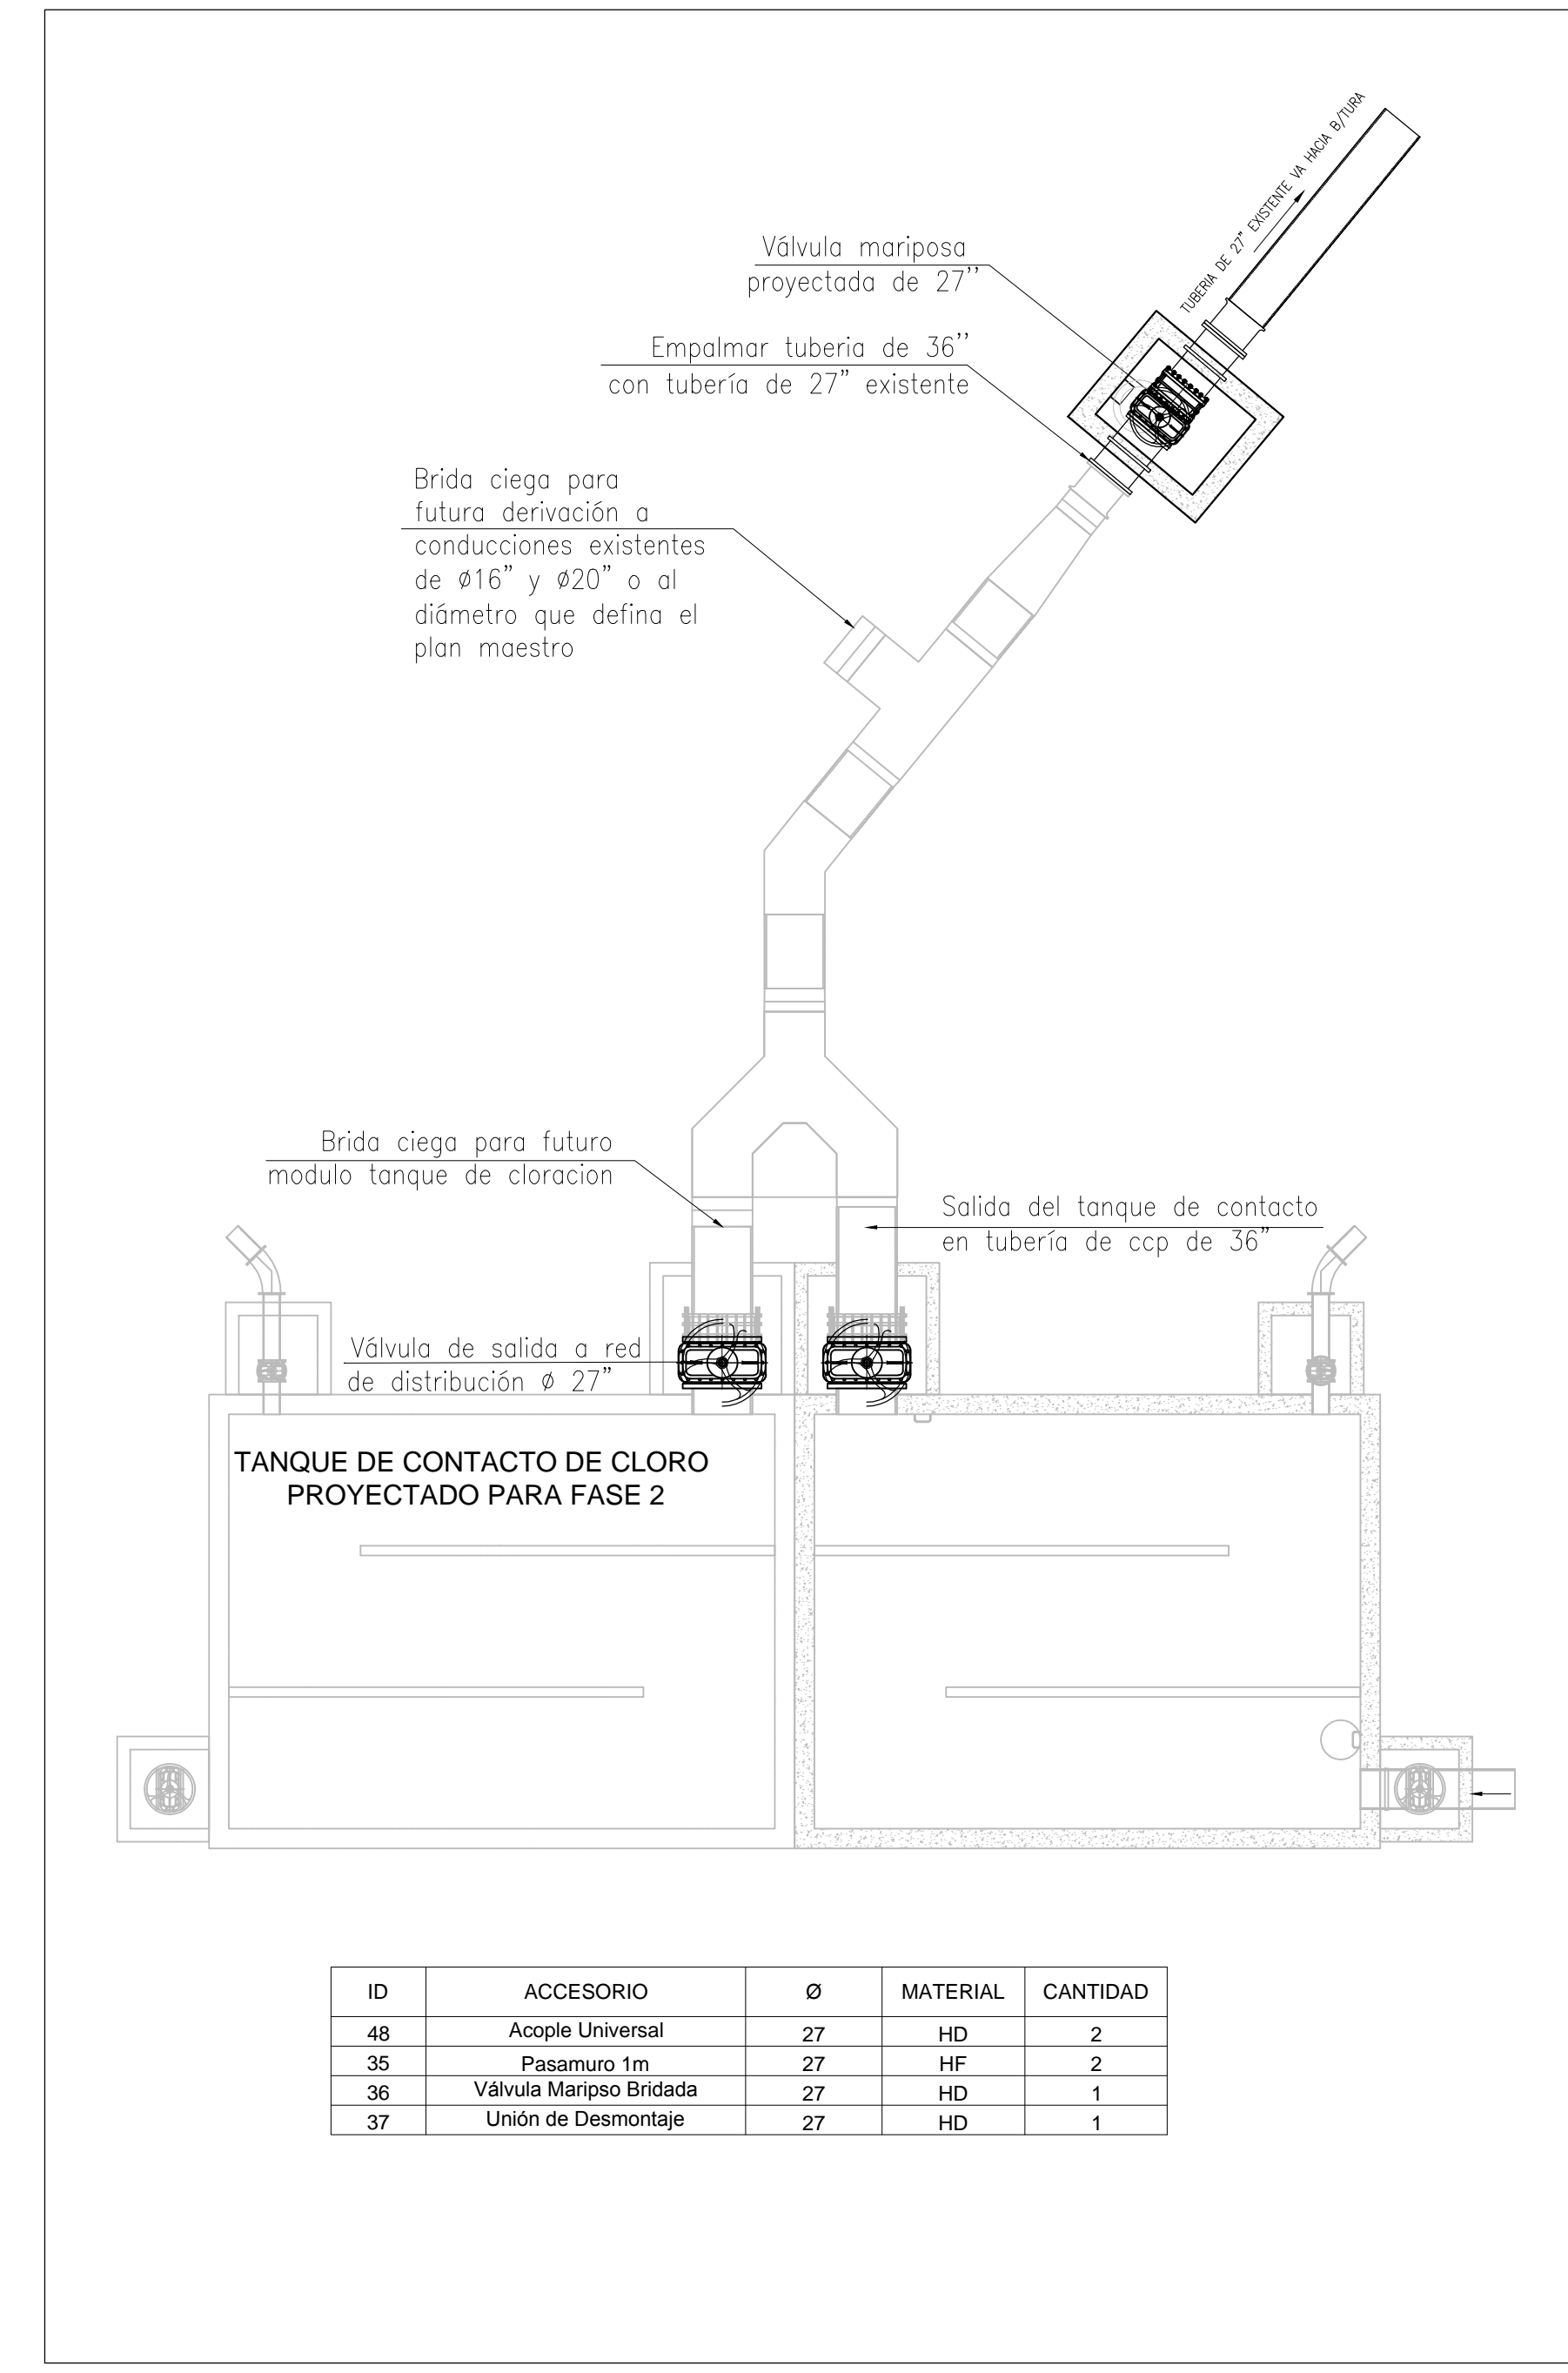 TUBERIA DE 27" EXISTENTE VA HACIA B/TURA
Válvula mariposa
proyectada de 27''
Empalmar tuberia de 36''
con tubería de 27" existente
Brida ciega para
futura derivación a
conducciones existentes
de ø16" y ø20" o al
diámetro que defina el
plan maestro
Brida ciega para futuro
modulo tanque de cloracion
Salida del tanque de contacto
en tubería de ccp de 36"
Válvula de salida a red
de distribución ø 27"
TANQUE DE CONTACTO DE CLORO
PROYECTADO PARA FASE 2
ID ACCESORIO Ø MATERIAL CANTIDAD
48 Acople Universal 27 HD 2
35 Pasamuro 1m 27 HF 2
36 Válvula Maripso Bridada 27 HD 1
37 Unión de Desmontaje 27 HD 1